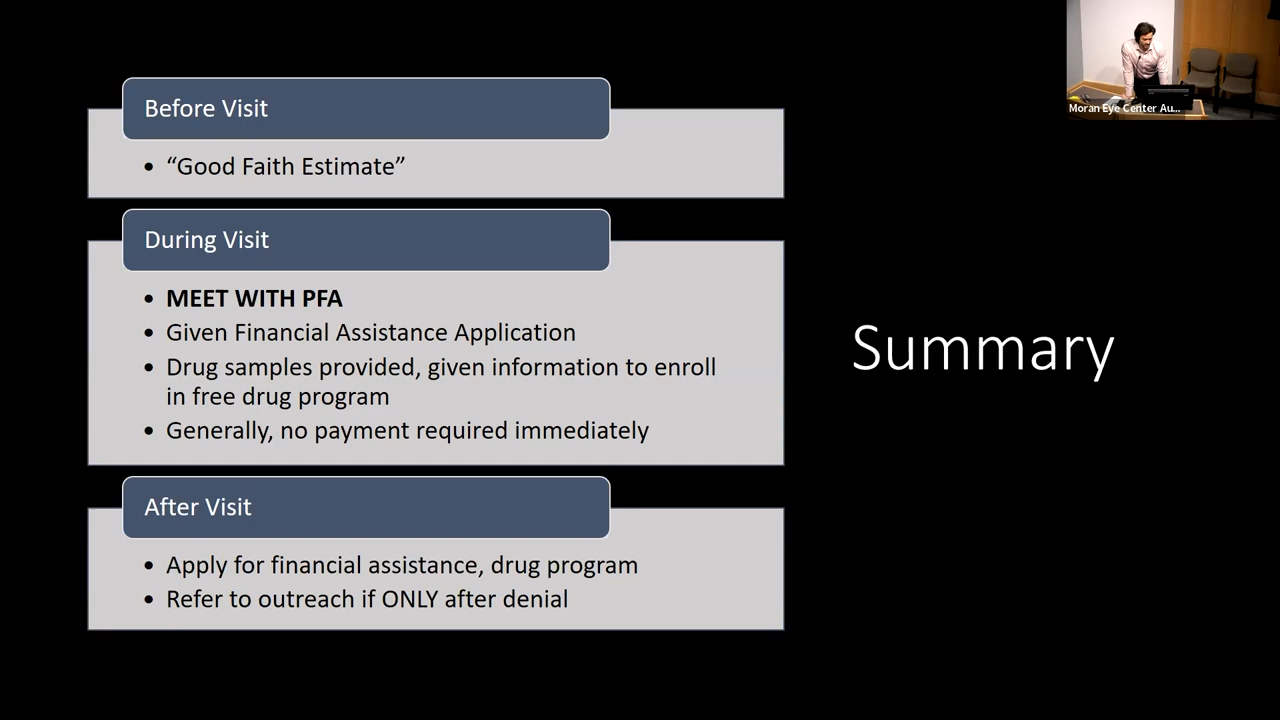 Before Visit
• “Good Faith Estimate”
During Visit
• MEET WITH PFA
• Given Financial Assistance Application
• Drug samples provided, given information to enroll
in free drug program
• Generally, no payment required immediately
After Visit
• Apply for financial assistance, drug program
• Refer to outreach if ONLY after denial
Summary
Moran Eye Center Au...